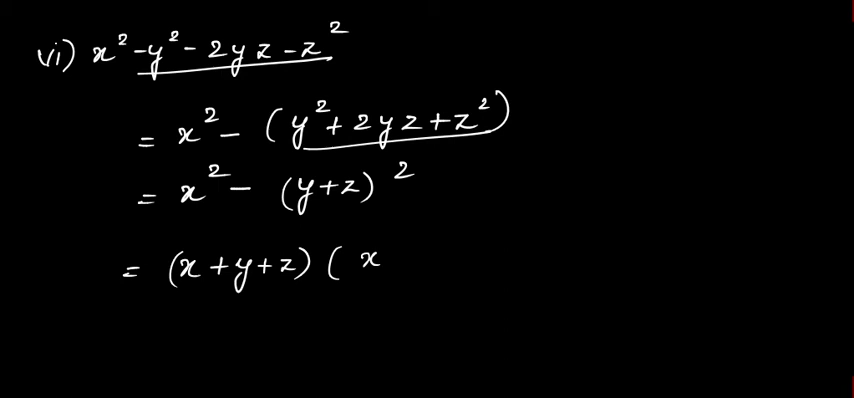 vi) x² - y² - 2yz - z²
= x² - (y² + 2yz + z²)
= x² - (y+z)²
= (x+y+z) ( x